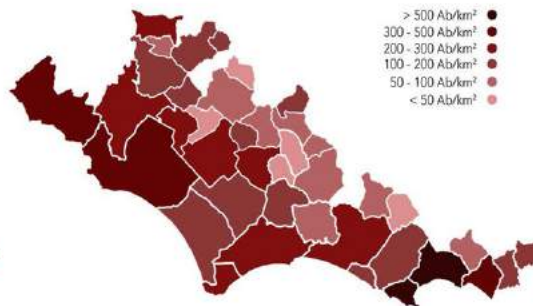 > 500 Ab/km²
300 - 500 Ab/km²
200 - 300 Ab/km²
100 - 200 Ab/km²
50 - 100 Ab/km²
< 50 Ab/km²